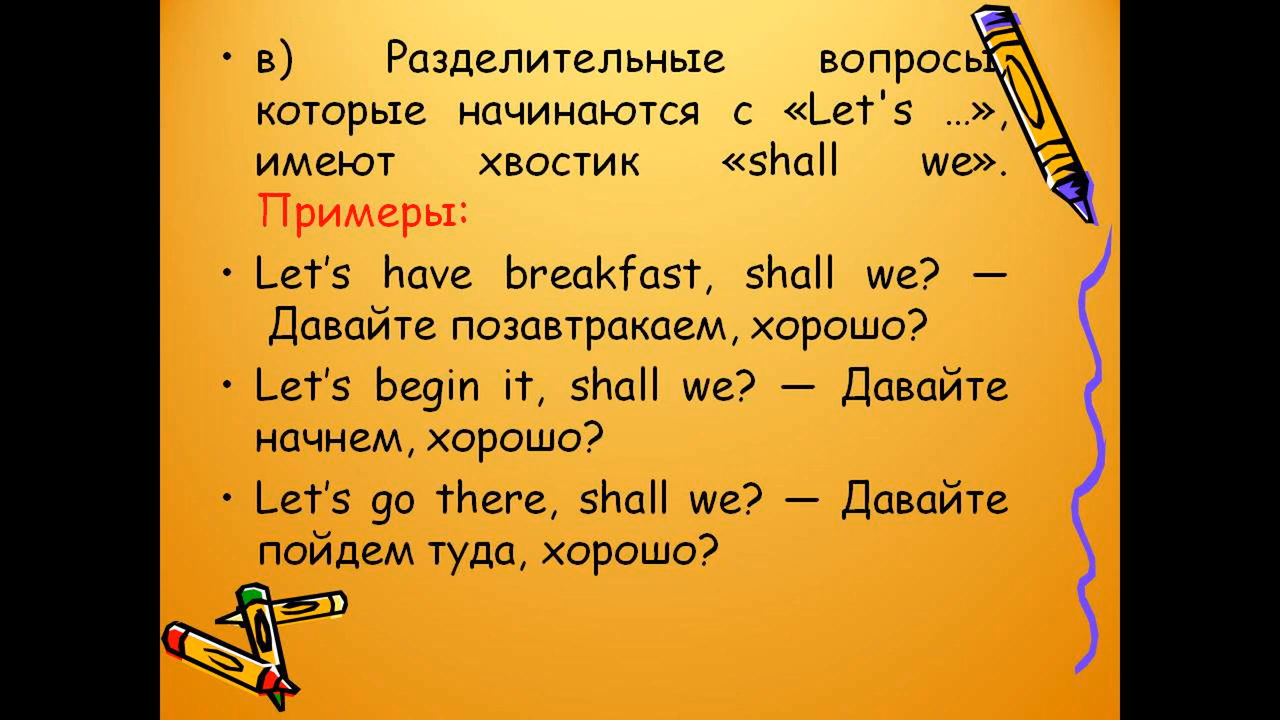 • в) Разделительные вопросы,
которые начинаются с «Let's …»,
имеют хвостик «shall we».
Примеры:
• Let’s have breakfast, shall we? —
Давайте позавтракаем, хорошо?
• Let’s begin it, shall we? — Давайте
начнем, хорошо?
• Let’s go there, shall we? — Давайте
пойдем туда, хорошо?